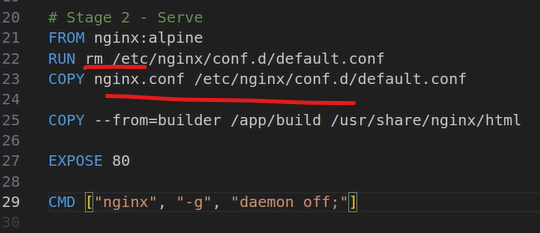 20 # Stage 2 - Serve
21 FROM nginx:alpine
22 RUN rm /etc/nginx/conf.d/default.conf
23 COPY nginx.conf /etc/nginx/conf.d/default.conf
24
25 COPY --from=builder /app/build /usr/share/nginx/html
26
27 EXPOSE 80
28
29 CMD ["nginx", "-g", "daemon off;"]
30